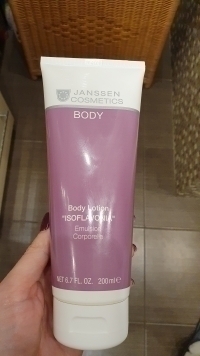 JANSSEN
COSMETICS
BODY
Body Lotion
"ISOFLAVONIA"
Emulsion
Corporelle
NET 6.7 FL. OZ. 200 ml e